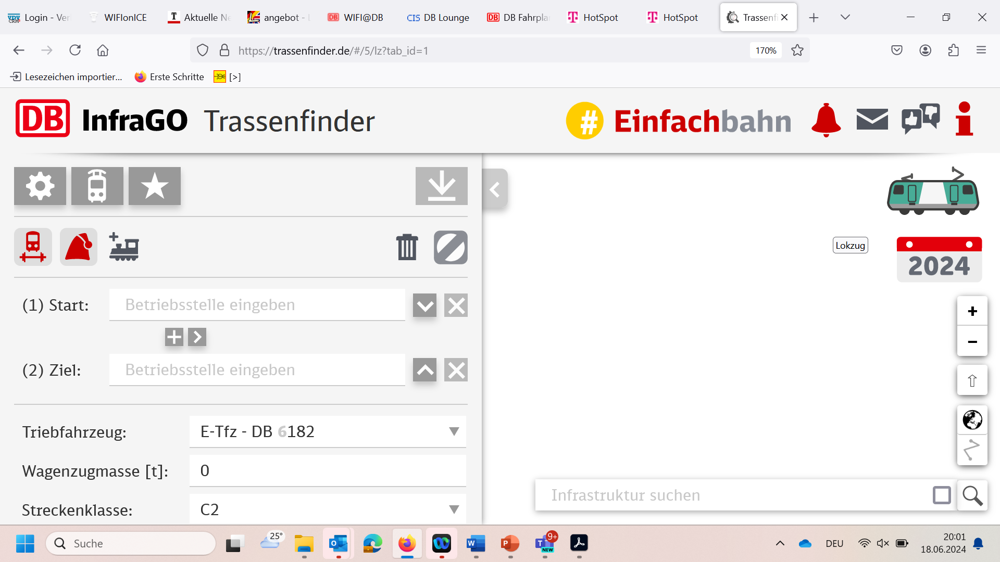 Login - Ver
WIFIonICE
Aktuelle Ne
angebot - L
WIFI@DB
CIS DB Lounge
DB DB Fahrpla
HotSpot
HotSpot
Trassenfi
https://trassenfinder.de/#/5/lz?tab_id=1
170%
Lesezeichen importier...
Erste Schritte
[>]
DB InfraGO Trassenfinder
# Einfachbahn
Lokzug
2024
(1) Start:
Betriebsstelle eingeben
(2) Ziel:
Betriebsstelle eingeben
Triebfahrzeug:
E-Tfz - DB 6182
Wagenzugmasse [t]:
0
Streckenklasse:
C2
+
−
⇧
Infrastruktur suchen
Suche
25°
9+
NEW
DEU
20:01
18.06.2024